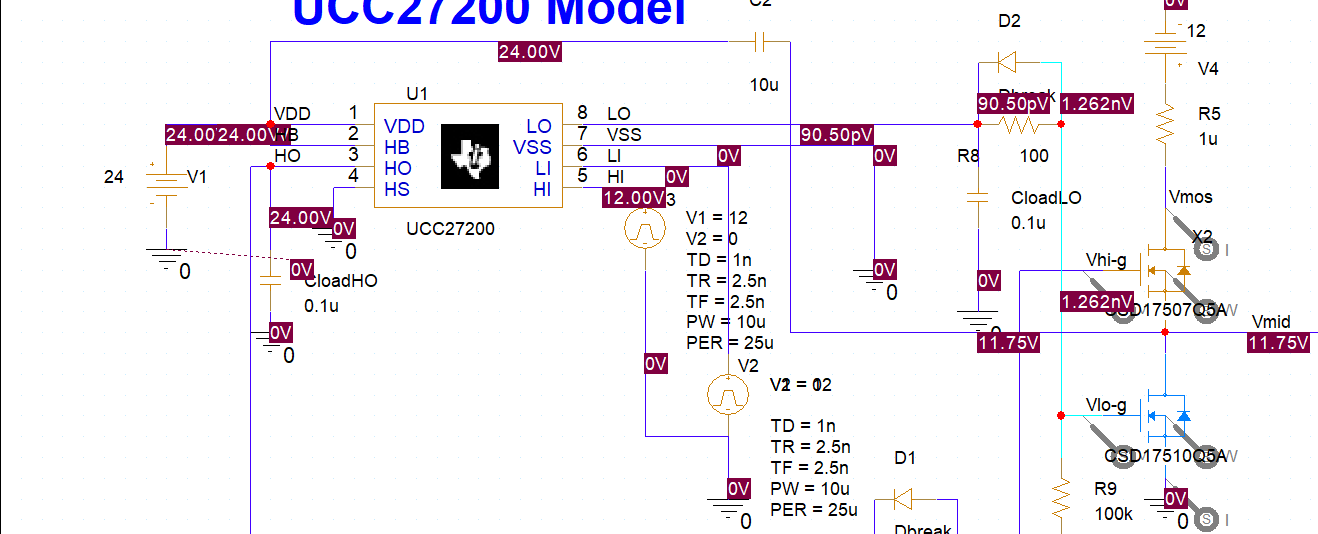 UCC27200 Model
C2
24.00V
10u
D2
Dbreak
0V
12
V4
R5
1u
90.50pV
1.262nV
R8
100
U1
VDD
1
8
LO
24.00
24.00V
HB
2
7
VSS
90.50pV
HO
3
6
LI
0V
0V
4
5
HI
0V
VDD
HB
HO
HS
LO
VSS
LI
HI
12.00V
3
24
V1
24.00V
0V
0
UCC27200
V1 = 12
V2 = 0
TD = 1n
TR = 2.5n
TF = 2.5n
PW = 10u
PER = 25u
CloadLO
0.1u
Vmos
X2
S
I
0
0V
CloadHO
0.1u
0V
0
0V
0
0V
0
Vhi-g
1.262nV
CSD17507Q5A
W
11.75V
Vmid
11.75V
0V
V2
TD = 1n
TR = 2.5n
TF = 2.5n
PW = 10u
PER = 25u
0V
0
D1
Dbreak
Vlo-g
CSD17510Q5A
W
R9
100k
0V
0
S
I